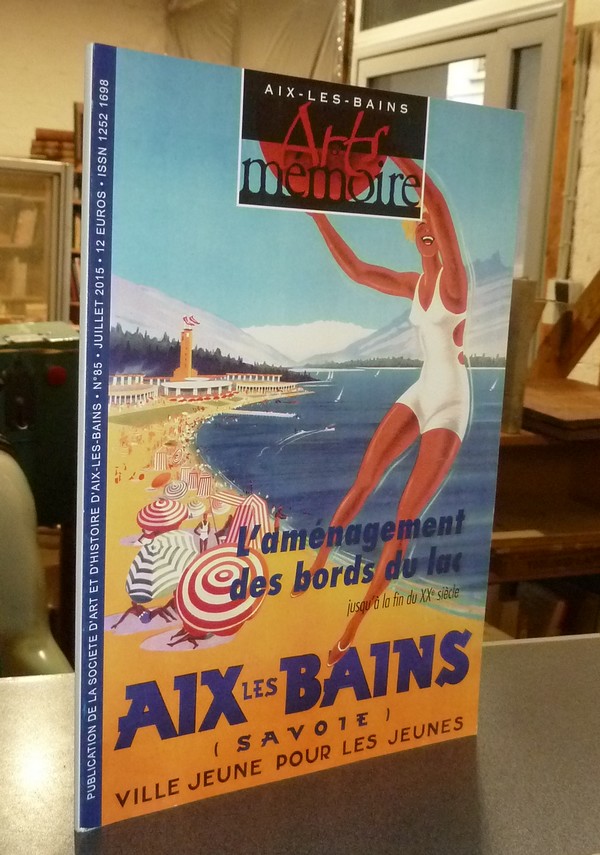 AIX-LES-BAINS
Arts
mémoire
PUBLICATION DE LA SOCIETE D'ART ET D'HISTOIRE D'AIX-LES-BAINS • N°85 • JUILLET 2015 • 12 EUROS • ISSN 1252 1698
L'aménagement
des bords du lac
jusqu'à la fin du XXe siècle
AIX LES BAINS
(SAVOIE)
VILLE JEUNE POUR LES JEUNES